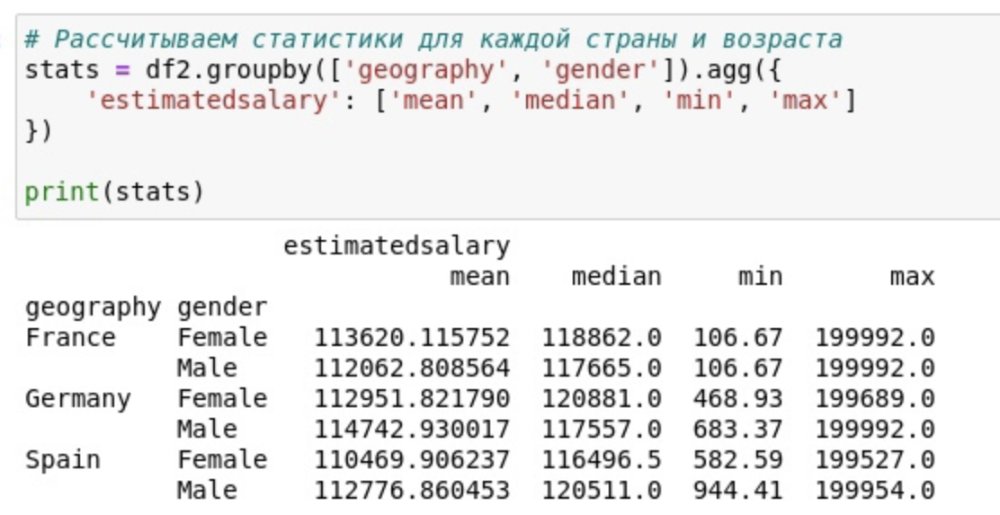 # Рассчитываем статистики для каждой страны и возраста
stats = df2.groupby(['geography', 'gender']).agg({
    'estimatedsalary': ['mean', 'median', 'min', 'max']
})
print(stats)
                 estimatedsalary
                            mean    median     min       max
geography gender
France    Female   113620.115752  118862.0  106.67  199992.0
          Male     112062.808564  117665.0  106.67  199992.0
Germany   Female   112951.821790  120881.0  468.93  199689.0
          Male     114742.930017  117557.0  683.37  199992.0
Spain     Female   110469.906237  116496.5  582.59  199527.0
          Male     112776.860453  120511.0  944.41  199954.0